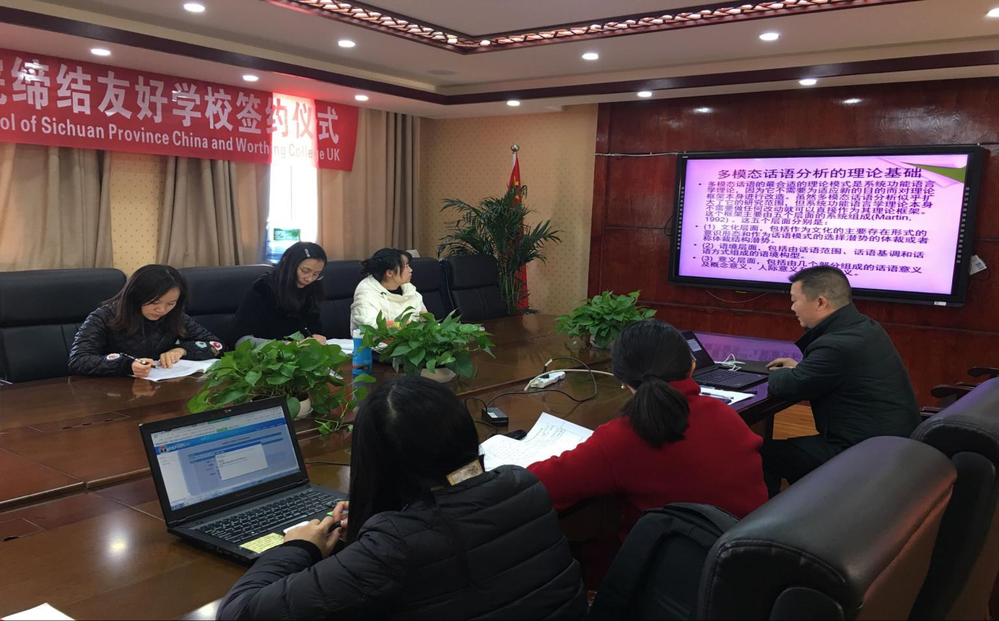 缔结友好学校签约仪式
ol of Sichuan Province China and Worthing College UK
多模态话语分析的理论基础
• 多模态话语的最合适的理论模式是系统功能语言
学理论，因为它不需要为适应新的目的而对理论
框架本身进行改造。虽然多模态话语分析似乎扩
大了它的研究范围，但系统功能语言学理论本身
不需要做任何改动就可以直接作为其理论框架。
这个框架主要由五个层面的系统组成(Martin,
1992) 。这五个层面分别是：
• (1) 文化层面，包括作为文化的主要存在形式的
意识形态和作为话语模式的选择潜势的体裁或者
称体裁结构潜势。
• (2) 语境层面，包括由话语范围、话语基调和话
语方式组成的语境构型。
• (3) 意义层面，包括由几个部分组成的话语意义
及概念意义、人际意义和义。